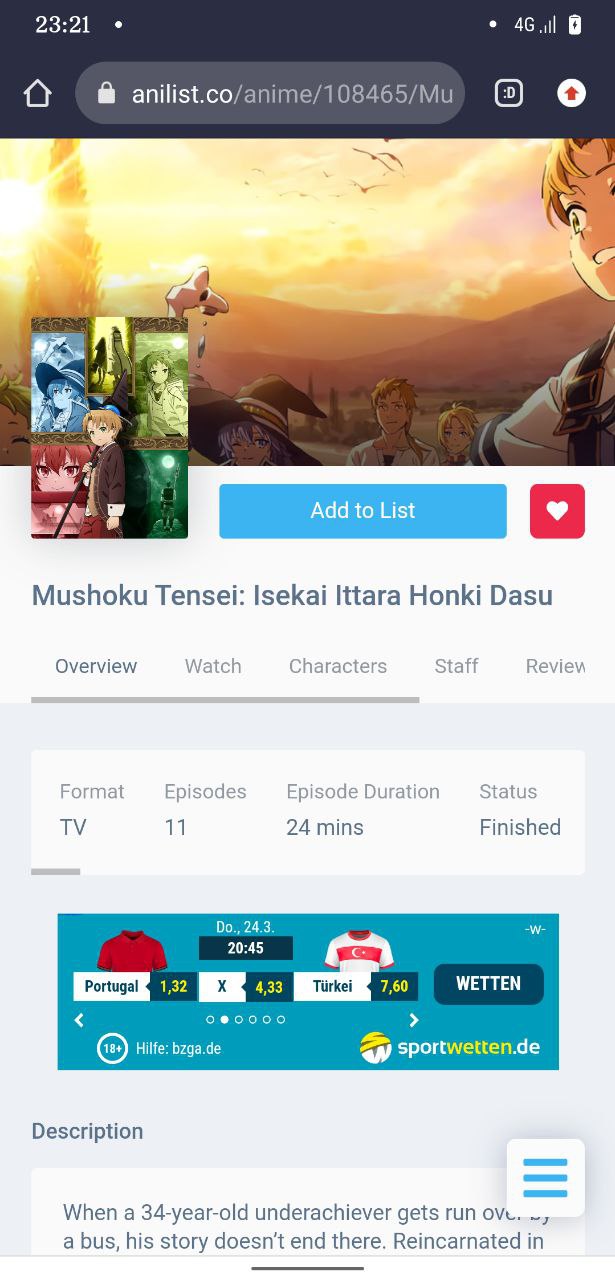 23:21
4G
anilist.co/anime/108465/Mu
:D
Add to List
Mushoku Tensei: Isekai Ittara Honki Dasu
Overview Watch Characters Staff Review
Format Episodes Episode Duration Status
TV 11 24 mins Finished
Do., 24.3.
-W-
20:45
Portugal 1,32 X 4,33 Türkei 7,60
WETTEN
18+ Hilfe: bzga.de
sportwetten.de
Description
When a 34-year-old underachiever gets run over by
a bus, his story doesn't end there. Reincarnated in